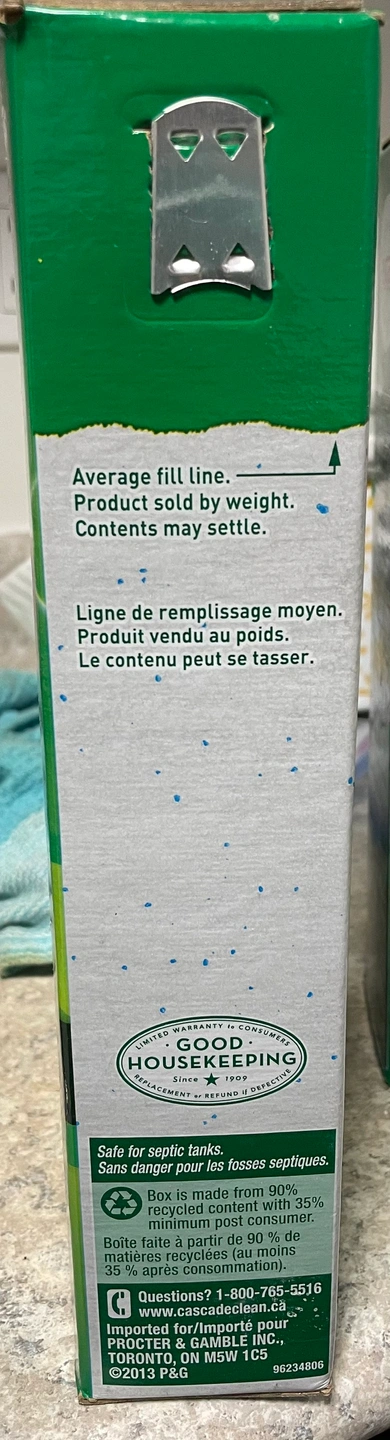 Average fill line.
Product sold by weight.
Contents may settle.
Ligne de remplissage moyen.
Produit vendu au poids.
Le contenu peut se tasser.
LIMITED WARRANTY to CONSUMERS
· GOOD ·
HOUSEKEEPING
Since ★ 1909
REPLACEMENT or REFUND if DEFECTIVE
Safe for septic tanks.
Sans danger pour les fosses septiques.
Box is made from 90%
recycled content with 35%
minimum post consumer.
Boîte faite à partir de 90 % de
matières recyclées (au moins
35 % après consommation).
Questions? 1-800-765-5516
www.cascadeclean.ca
Imported for/Importé pour
PROCTER & GAMBLE INC.,
TORONTO, ON M5W 1C5
©2013 P&G 96234806